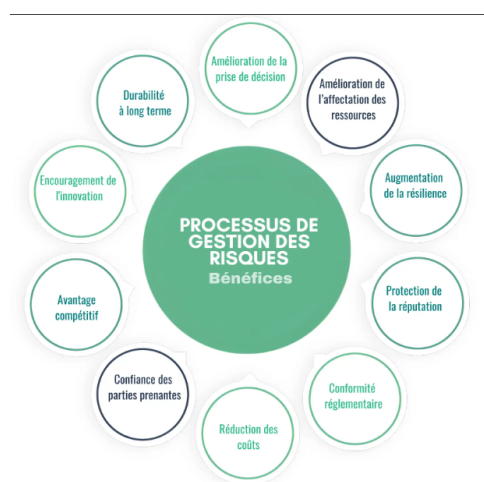 Amélioration de la
prise de décision
Amélioration de
l'affectation des
ressources
Augmentation
de la résilience
Protection de
la réputation
Conformité
réglementaire
Réduction des
coûts
Confiance des
parties prenantes
Avantage
compétitif
Encouragement de
l'innovation
Durabilité
à long terme
PROCESSUS DE
GESTION DES
RISQUES
Bénéfices